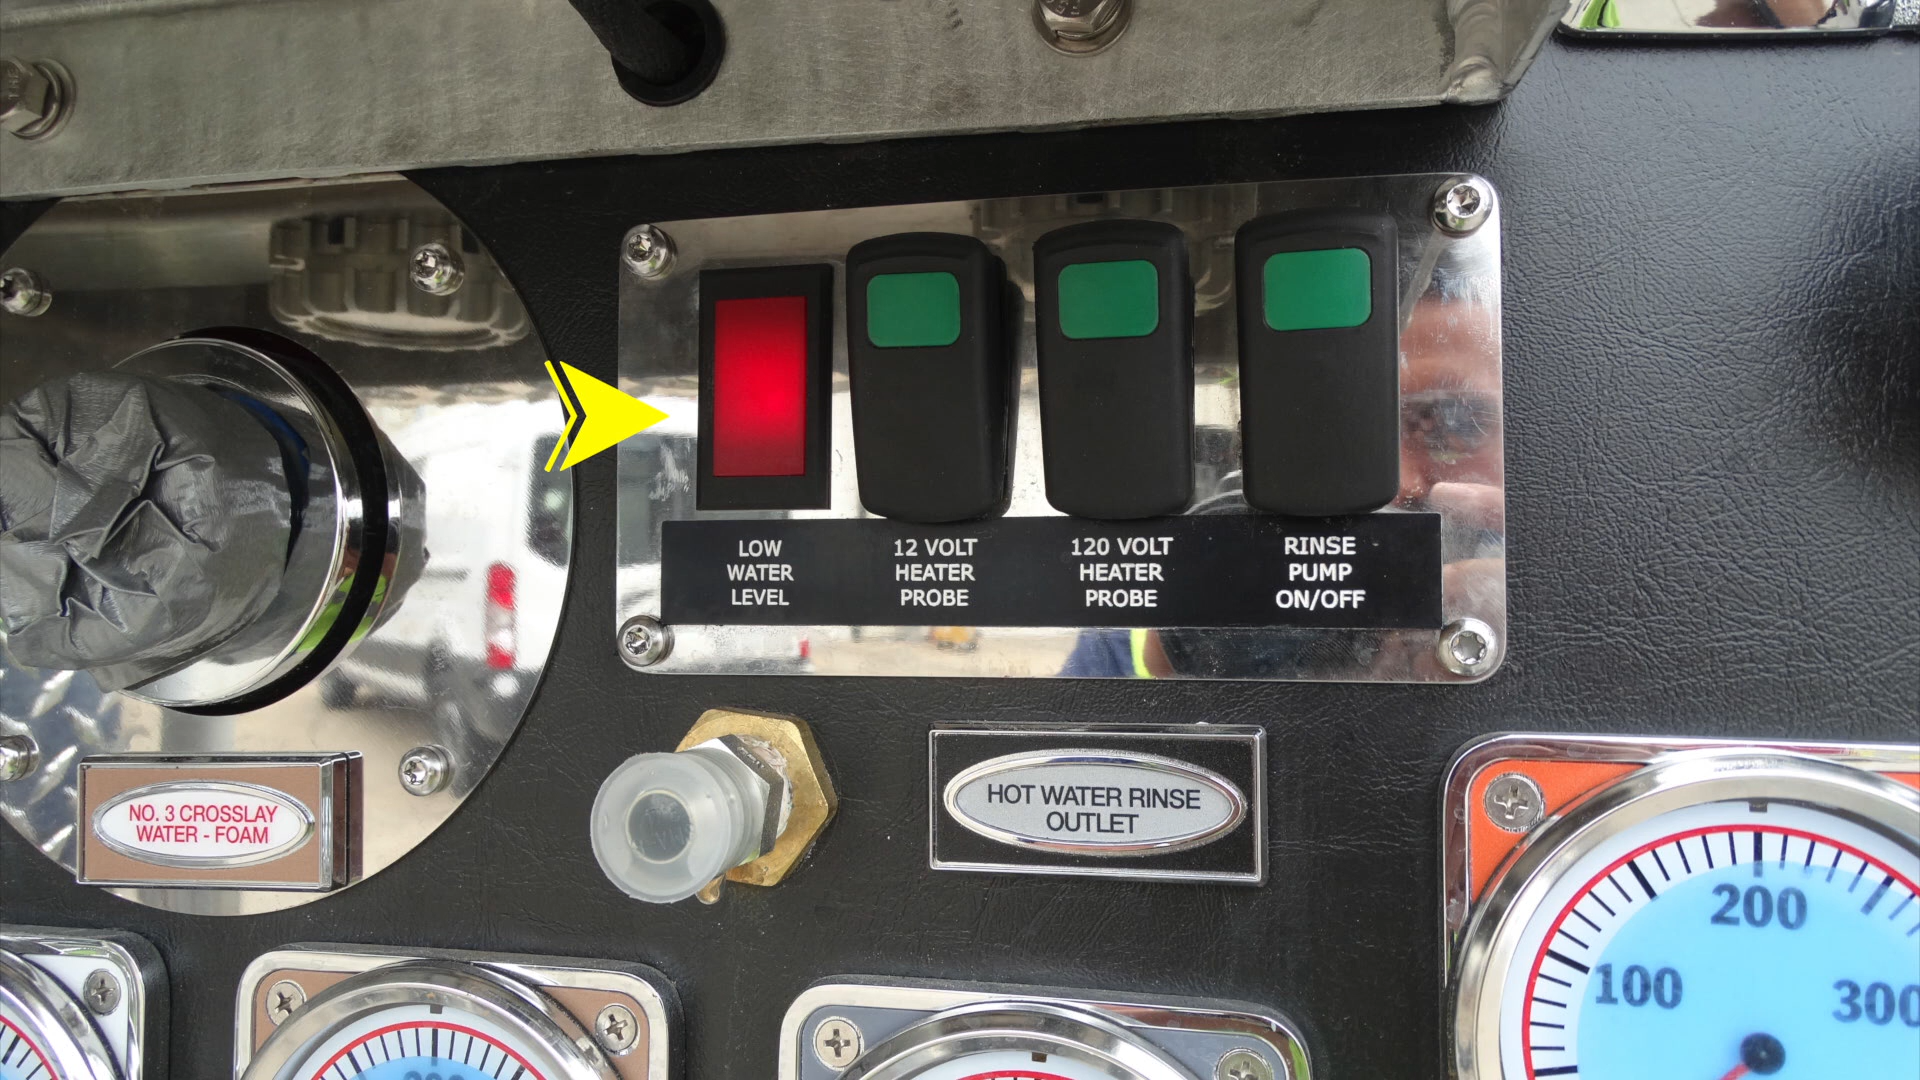 LOW
WATER
LEVEL
12 VOLT
HEATER
PROBE
120 VOLT
HEATER
PROBE
RINSE
PUMP
ON/OFF
NO. 3 CROSSLAY
WATER - FOAM
HOT WATER RINSE
OUTLET
200
100
300